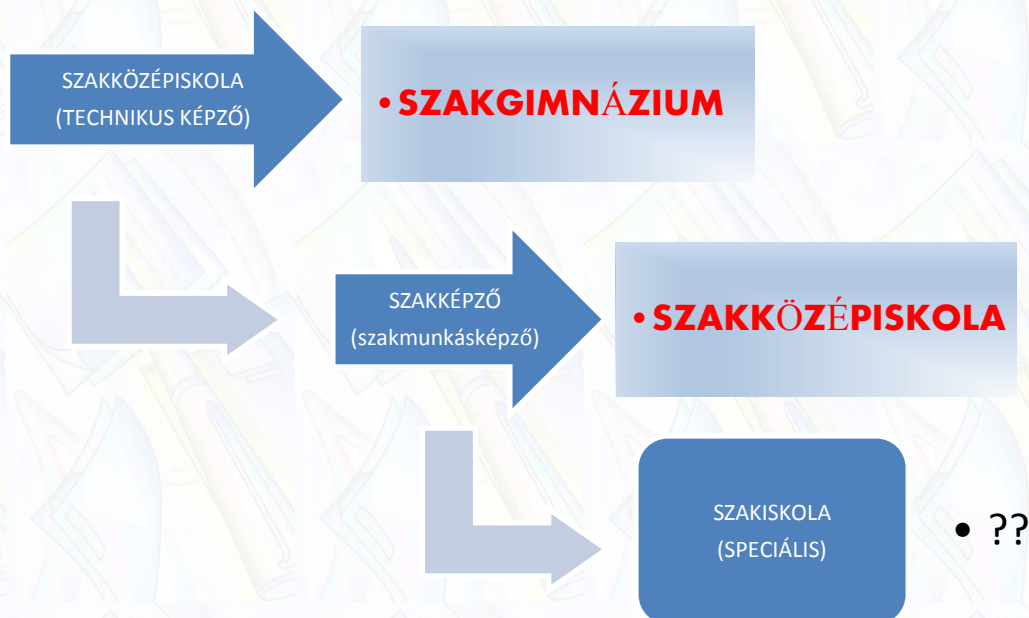 SZAKKÖZÉPISKOLA
(TECHNIKUS KÉPZŐ)
• SZAKGIMNÁZIUM
SZAKKÉPZŐ
(szakmunkásképző)
• SZAKKÖZÉPISKOLA
SZAKISKOLA
(SPECIÁLIS)
• ??